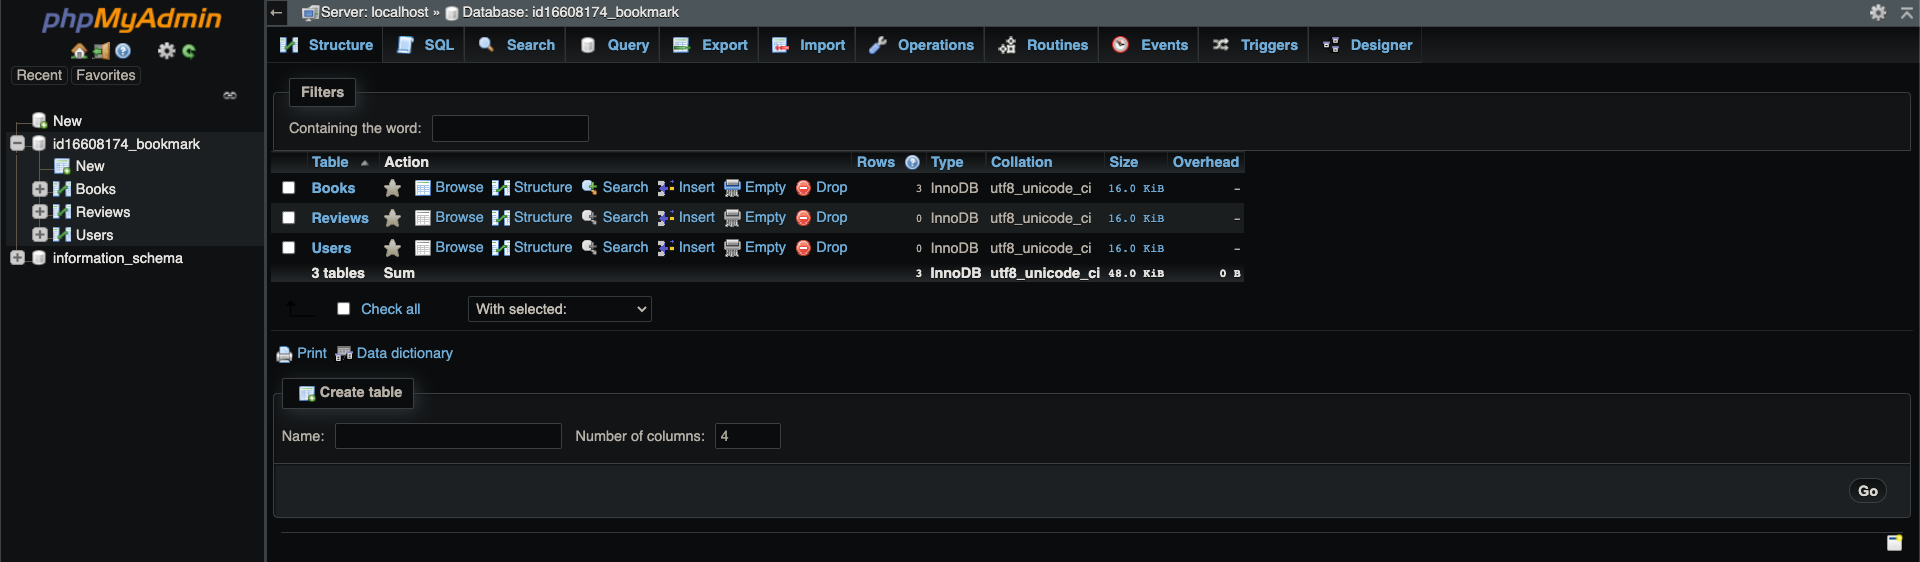 phpMyAdmin
Recent Favorites
New
id16608174_bookmark
New
Books
Reviews
Users
information_schema
Server: localhost » Database: id16608174_bookmark
Structure SQL Search Query Export Import Operations Routines Events Triggers Designer
Filters
Containing the word:
Table Action Rows Type Collation Size Overhead
Books Browse Structure Search Insert Empty Drop 3 InnoDB utf8_unicode_ci 16.0 KiB -
Reviews Browse Structure Search Insert Empty Drop 0 InnoDB utf8_unicode_ci 16.0 KiB -
Users Browse Structure Search Insert Empty Drop 0 InnoDB utf8_unicode_ci 16.0 KiB -
3 tables Sum 3 InnoDB utf8_unicode_ci 48.0 KiB 0 B
Check all With selected:
Print Data dictionary
Create table
Name: Number of columns: 4
Go